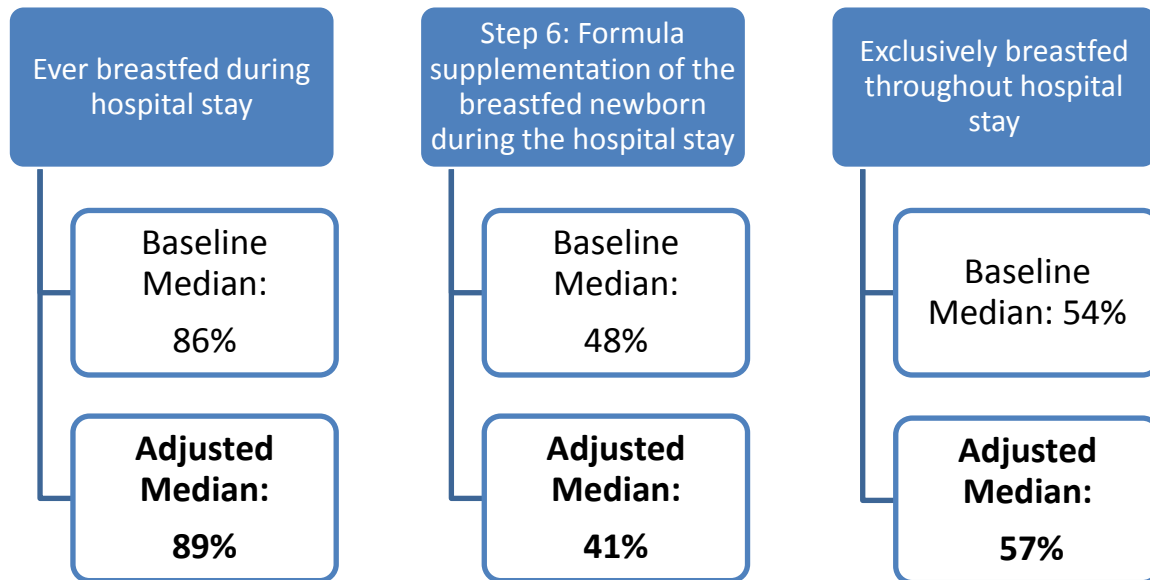 Ever breastfed during
hospital stay
Baseline
Median:
86%
Adjusted
Median:
89%
Step 6: Formula
supplementation of the
breastfed newborn
during the hospital stay
Baseline
Median:
48%
Adjusted
Median:
41%
Exclusively breastfed
throughout hospital
stay
Baseline
Median: 54%
Adjusted
Median:
57%